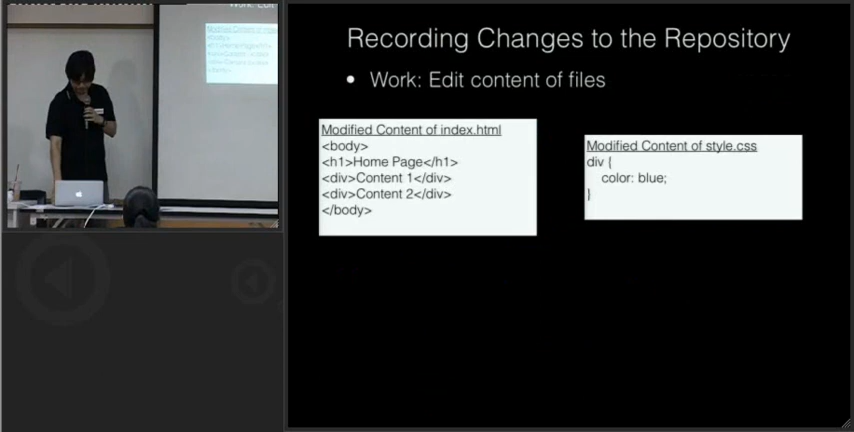 Recording Changes to the Repository
• Work: Edit content of files
Modified Content of index.html
<body>
<h1>Home Page</h1>
<div>Content 1</div>
<div>Content 2</div>
</body>
Modified Content of style.css
div {
color: blue;
}